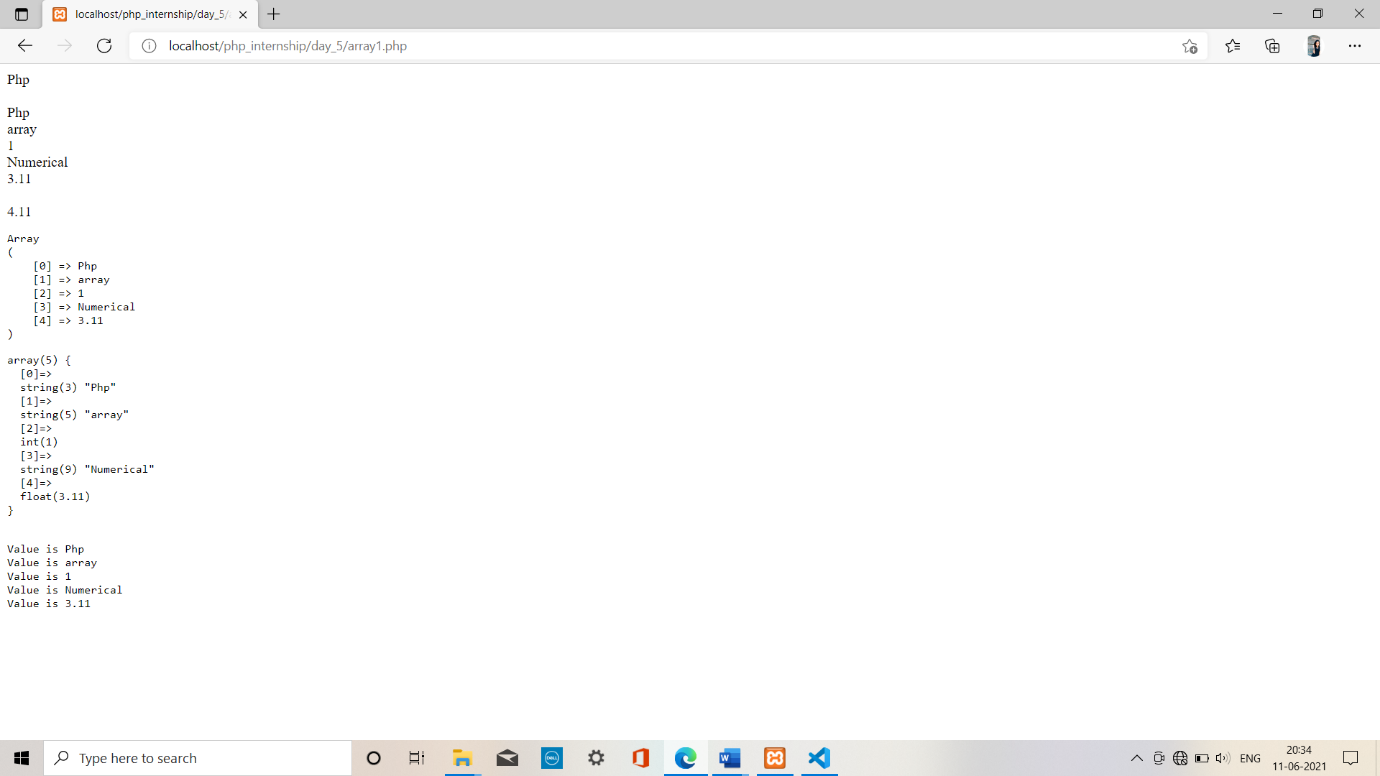 localhost/php_internship/day_5/
localhost/php_internship/day_5/array1.php
Php
Php
array
1
Numerical
3.11
4.11
Array
(
    [0] => Php
    [1] => array
    [2] => 1
    [3] => Numerical
    [4] => 3.11
)
array(5) {
  [0]=>
  string(3) "Php"
  [1]=>
  string(5) "array"
  [2]=>
  int(1)
  [3]=>
  string(9) "Numerical"
  [4]=>
  float(3.11)
}
Value is Php
Value is array
Value is 1
Value is Numerical
Value is 3.11
Type here to search
DELL
W
ENG
20:34
11-06-2021